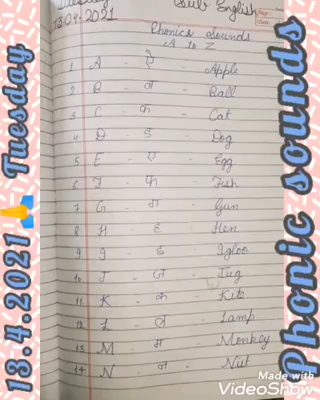 Tuesday
13.04.2021
Sub English
Phonics Sounds
A to Z
1 A - ऐ - Apple
2 B - ब - Ball
3 C - क - Cat
4 D - ड - Dog
5 E - ए - Egg
6 F - फ - Fish
7 G - ग - Gun
8 H - ह - Hen
9 I - इ - Igloo
10 J - ज - Jug
11 K - क - Kite
12 L - ल - Lamp
13 M - म - Monkey
14 N - न - Nut
13.4.2021 🙏 Tuesday
Phonic sounds
Made with
VideoShow